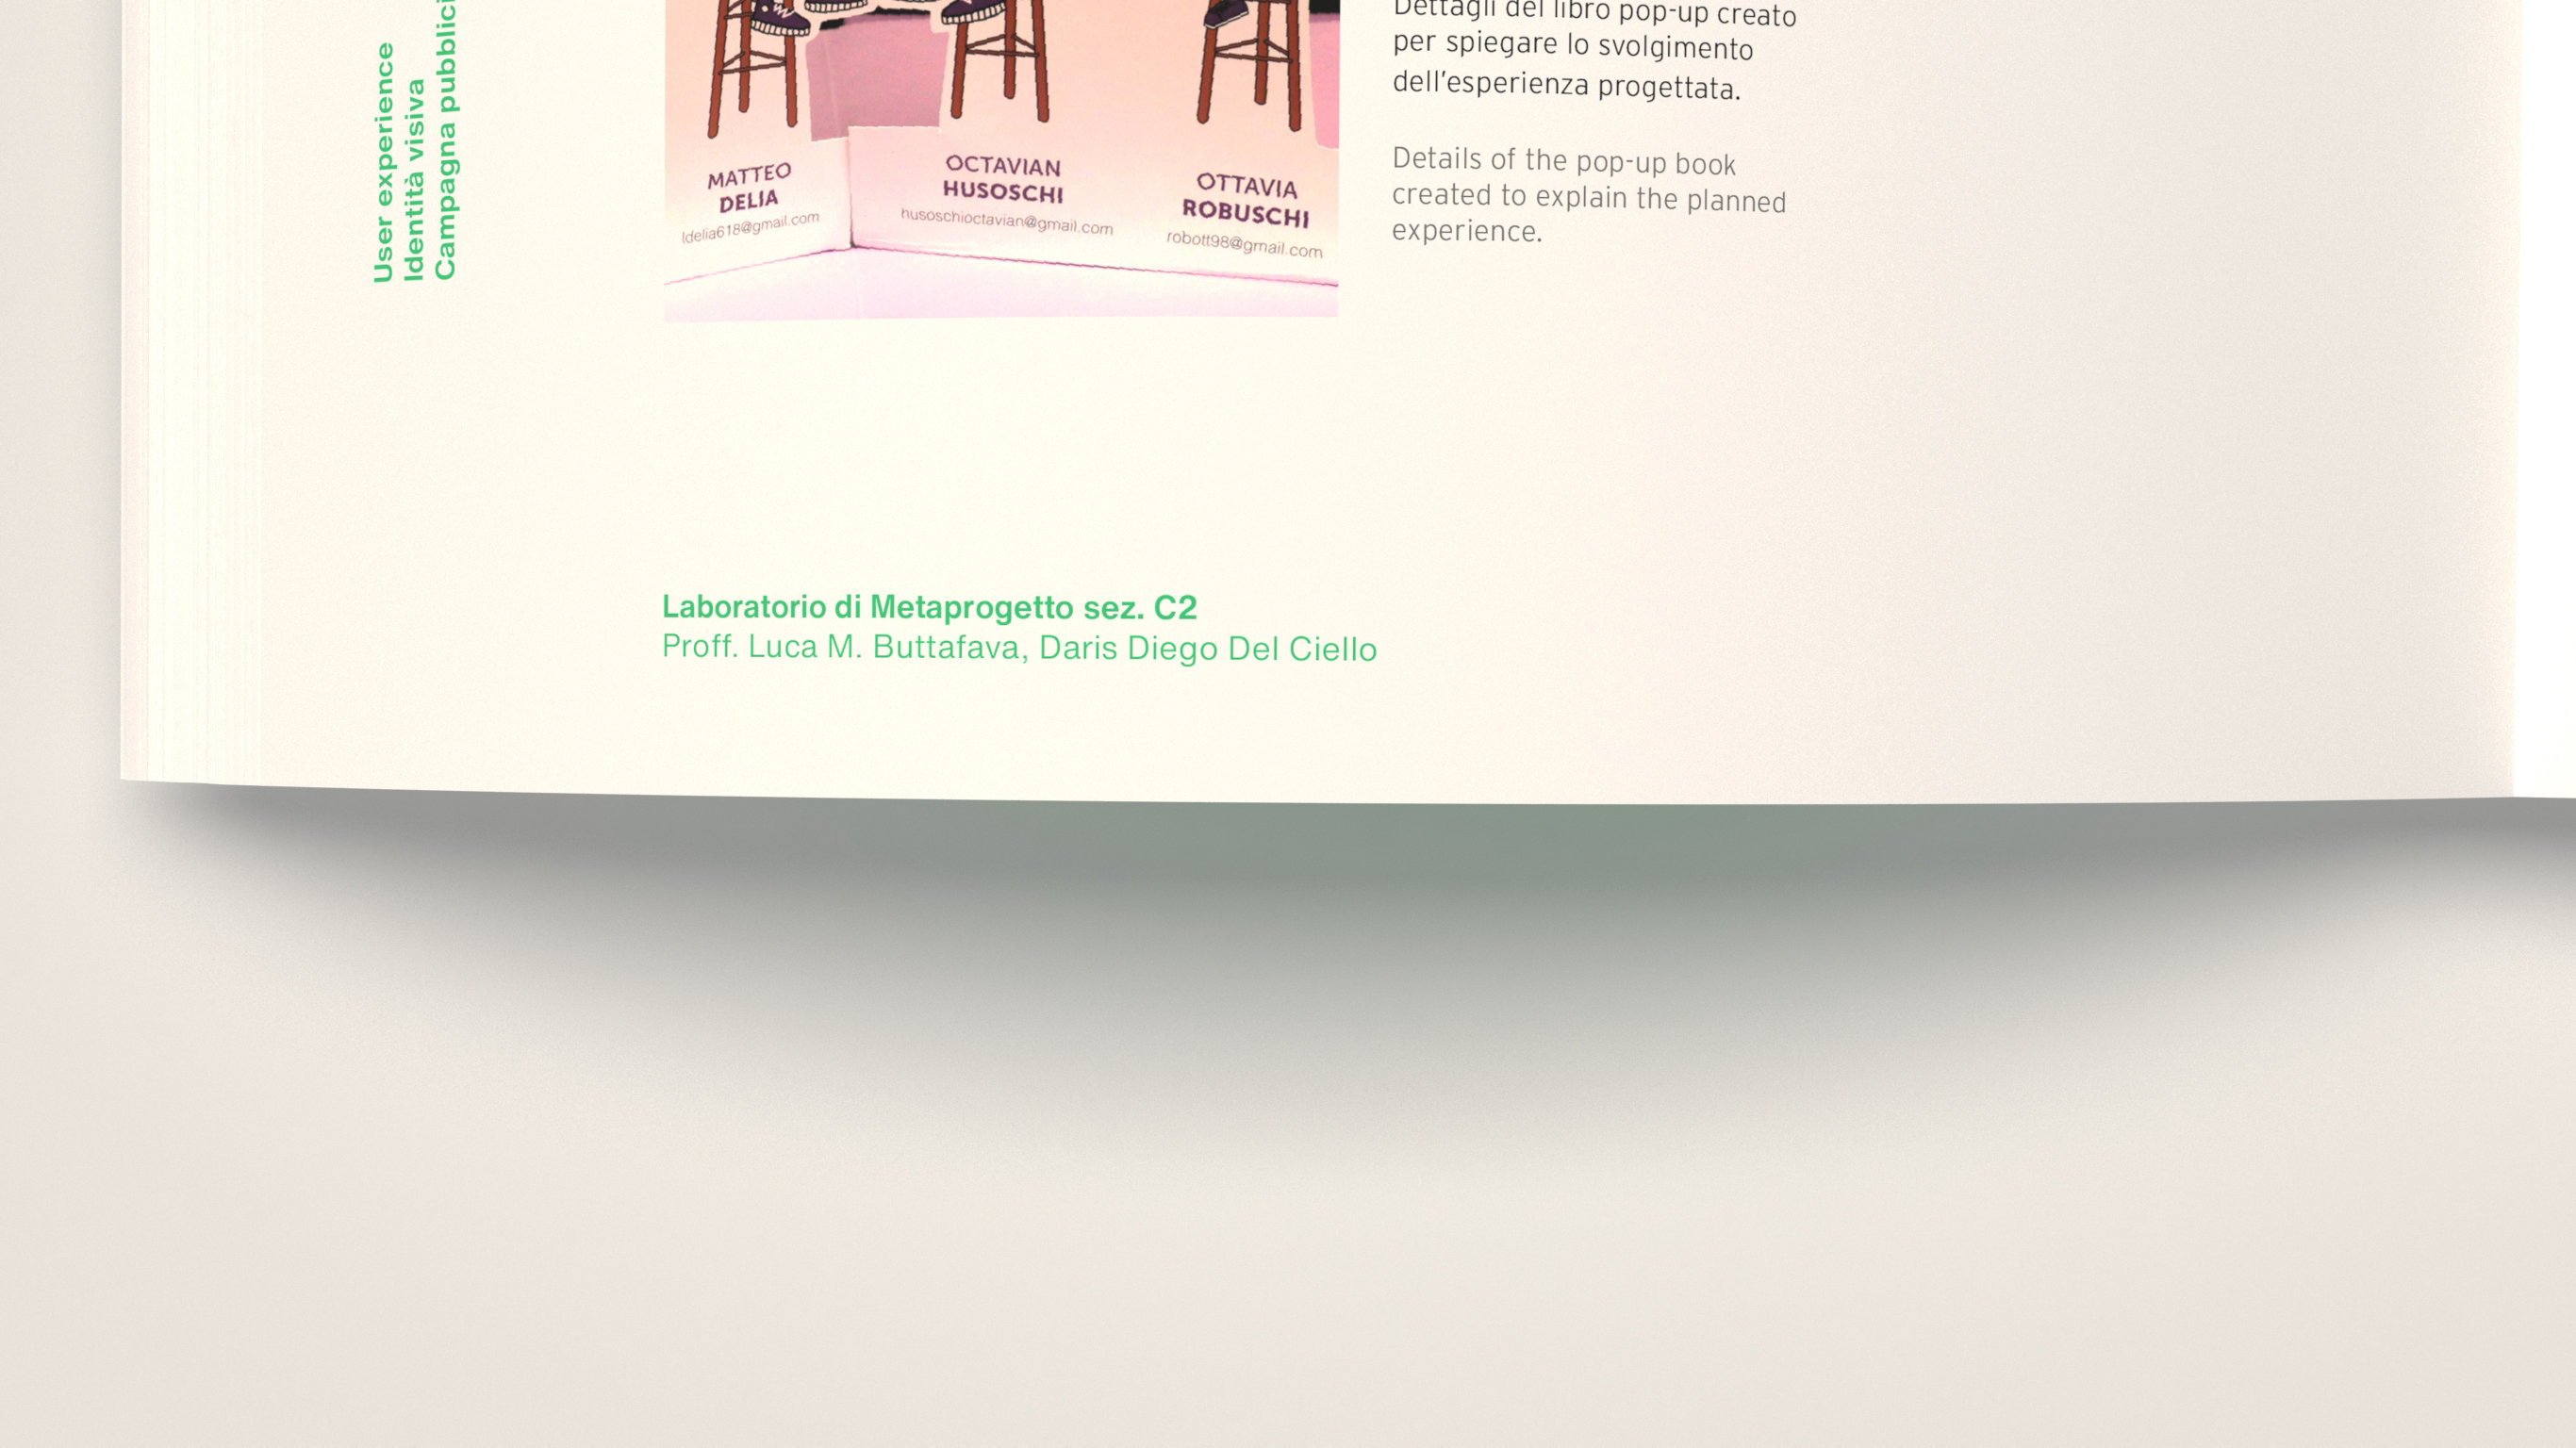 User experience
Identità visiva
Campagna
MATTEO
DELIA
ldelia618@gmail.com
OCTAVIAN
HUSOSCHI
husoschioctavian@gmail.com
OTTAVIA
ROBUSCHI
robott98@gmail.com
Dettagli del libro pop-up creato
per spiegare lo svolgimento
dell'esperienza progettata.
Details of the pop-up book
created to explain the planned
experience.
Laboratorio di Metaprogetto sez. C2
Proff. Luca M. Buttafava, Daris Diego Del Ciello